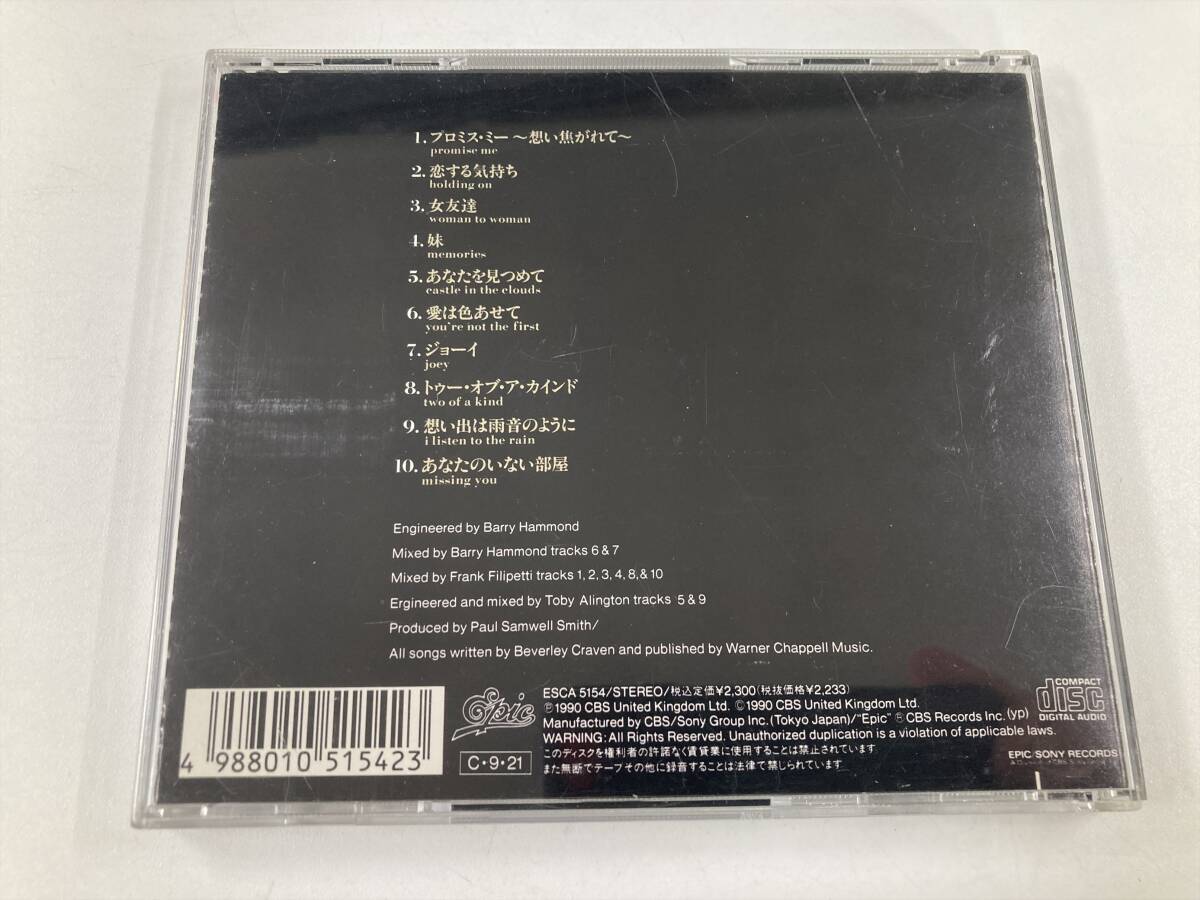 1. プロミス・ミー ～想い焦がれて～
promise me
2. 恋する気持ち
holding on
3. 女友達
woman to woman
4. 妹
memories
5. あなたを見つめて
castle in the clouds
6. 愛は色あせて
you're not the first
7. ジョーイ
joey
8. トゥー・オブ・ア・カインド
two of a kind
9. 想い出は雨音のように
i listen to the rain
10. あなたのいない部屋
missing you
Engineered by Barry Hammond
Mixed by Barry Hammond tracks 6 & 7
Mixed by Frank Filipetti tracks 1, 2, 3, 4, 8, & 10
Ergineered and mixed by Toby Alington tracks 5 & 9
Produced by Paul Samwell Smith/
All songs written by Beverley Craven and published by Warner Chappell Music.
4 988010 515423
Epic
C・9・21
ESCA 5154/STEREO/税込定価¥2,300(税抜価格¥2,233)
Ⓟ1990 CBS United Kingdom Ltd. ©1990 CBS United Kingdom Ltd.
Manufactured by CBS/Sony Group Inc. (Tokyo Japan)/"Epic" ® CBS Records Inc. (yp)
WARNING: All Rights Reserved. Unauthorized duplication is a violation of applicable laws.
このディスクを権利者の許諾なく賃貸業に使用することは禁止されています
また無断でテープその他に録音することは法律で禁じられています.
COMPACT
disc
DIGITAL AUDIO
EPIC/SONY RECORDS